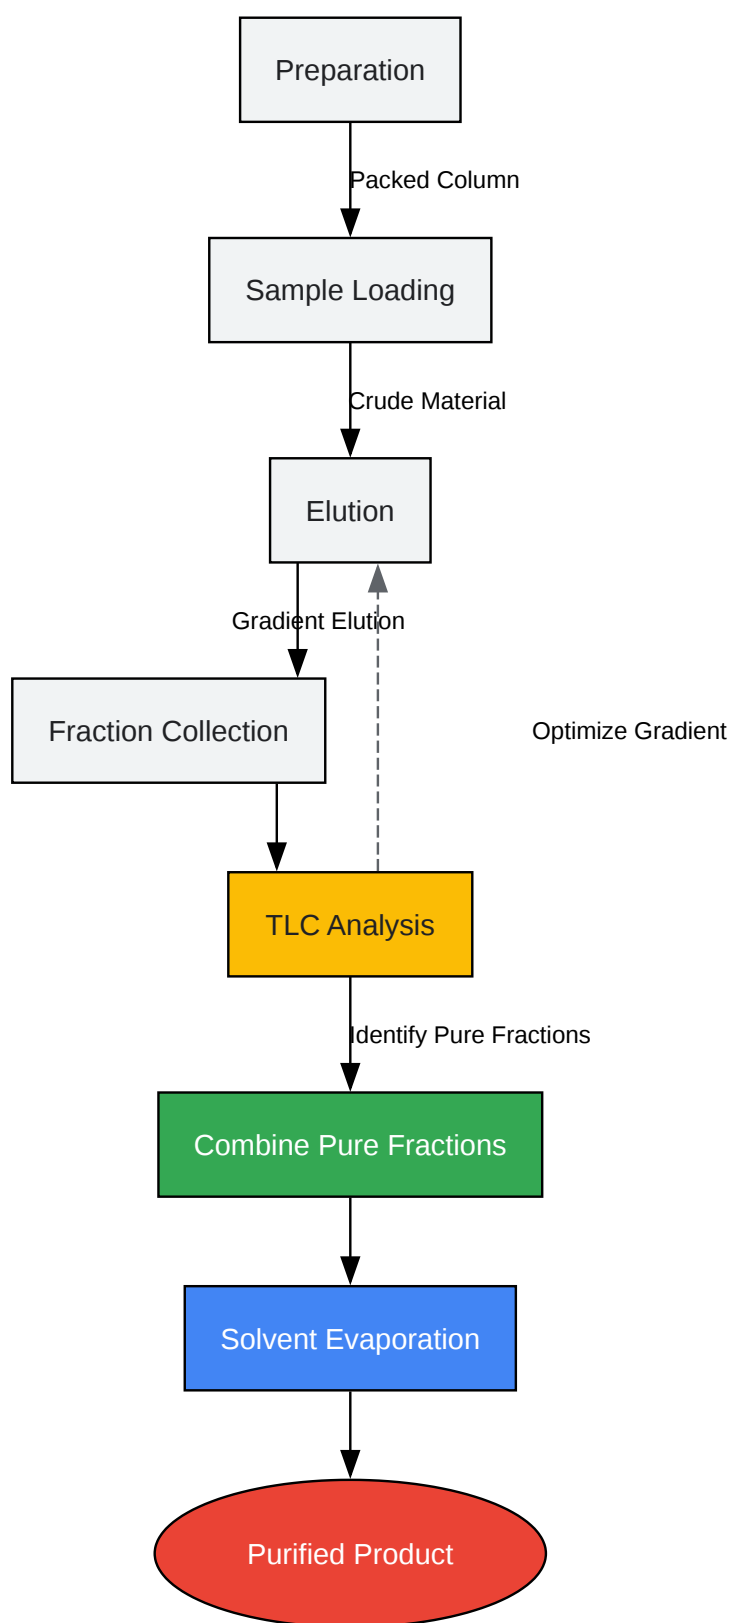 Preparation
Packed Column
Sample Loading
Crude Material
Elution
Gradient Elution
Fraction Collection
Optimize Gradient
TLC Analysis
Identify Pure Fractions
Combine Pure Fractions
Solvent Evaporation
Purified Product